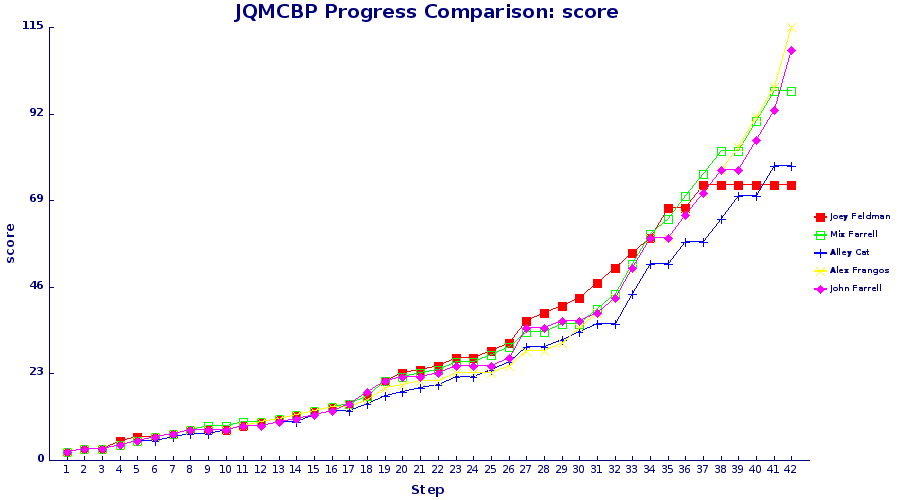 JQMCBP Progress Comparison: score
115
92
69
46
23
0
score
1 2 3 4 5 6 7 8 9 10 11 12 13 14 15 16 17 18 19 20 21 22 23 24 25 26 27 28 29 30 31 32 33 34 35 36 37 38 39 40 41 42
Step
Joey Feldman
Mix Farrell
Alley Cat
Alex Frangos
John Farrell